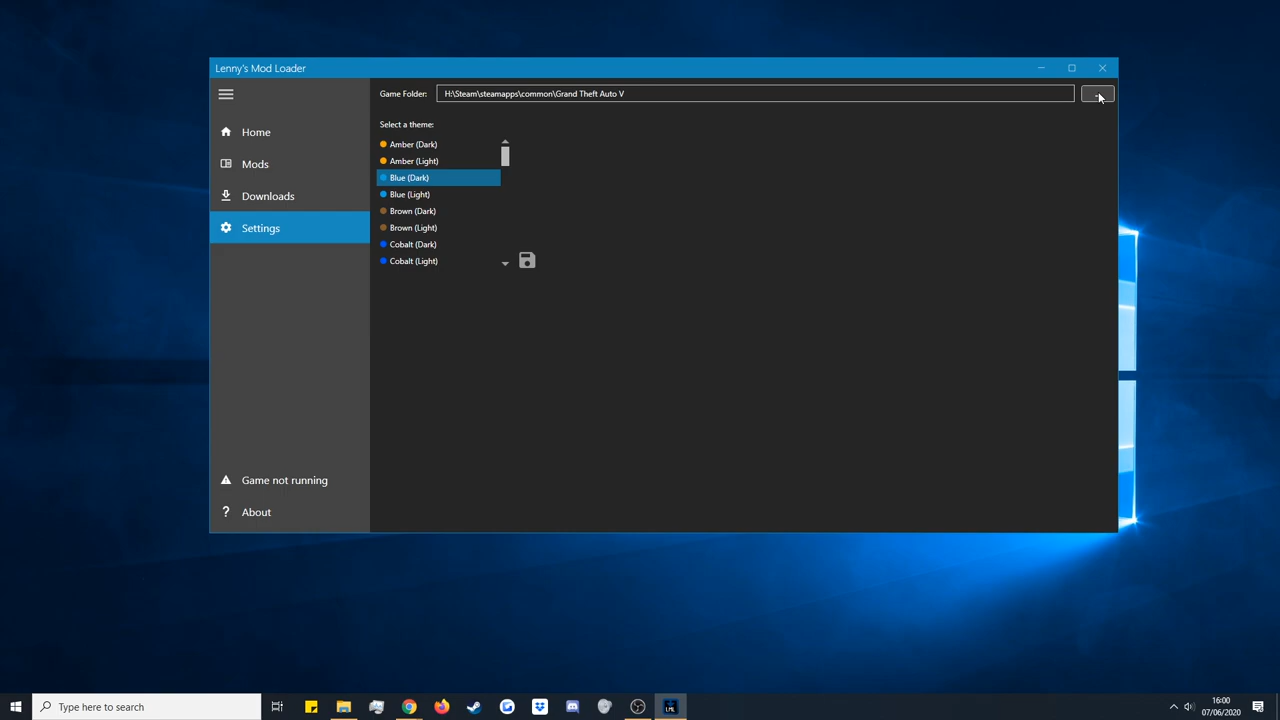 Lenny's Mod Loader
Game Folder: H:\Steam\steamapps\common\Grand Theft Auto V
Home
Mods
Downloads
Settings
Game not running
? About
Select a theme:
Amber (Dark)
Amber (Light)
Blue (Dark)
Blue (Light)
Brown (Dark)
Brown (Light)
Cobalt (Dark)
Cobalt (Light)
Type here to search
LML
16:00
07/06/2020